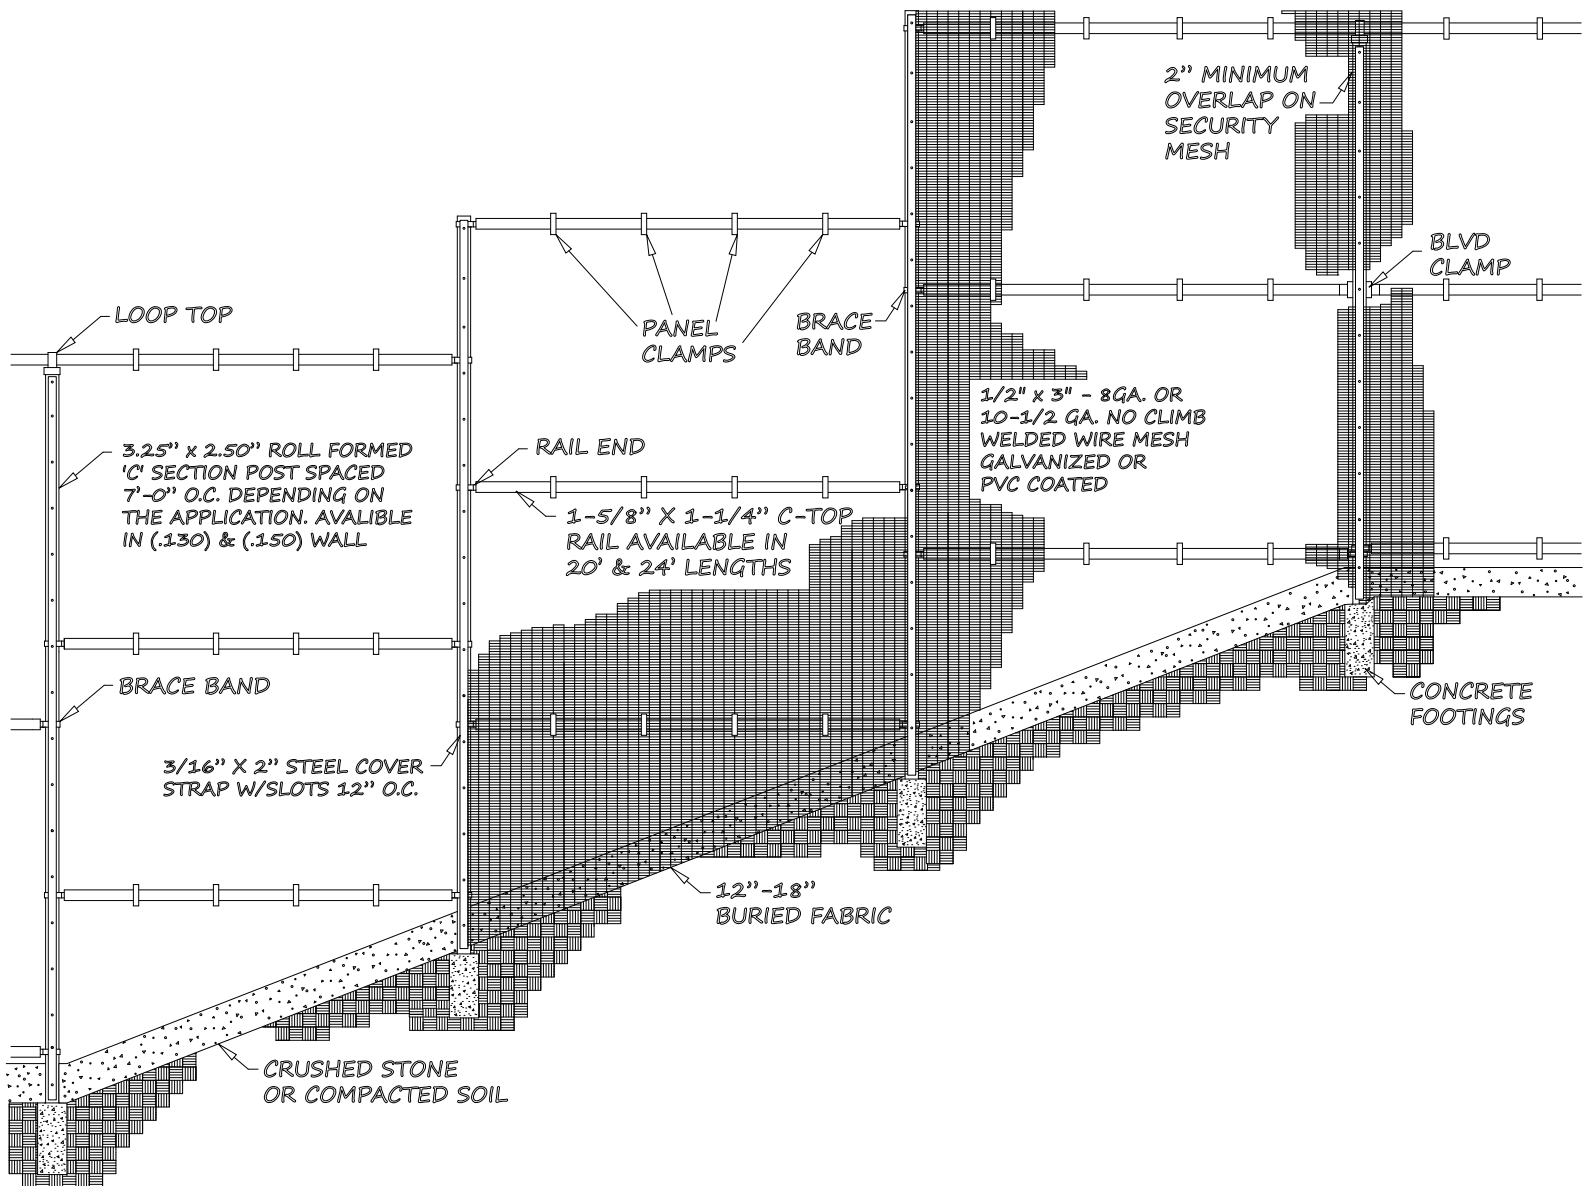 2” MINIMUM
OVERLAP ON
SECURITY
MESH
BLVD
CLAMP
LOOP TOP
PANEL
CLAMPS
BRACE
BAND
1/2" x 3" - 8GA. OR
10-1/2 GA. NO CLIMB
WELDED WIRE MESH
GALVANIZED OR
PVC COATED
3.25” x 2.50” ROLL FORMED
'C' SECTION POST SPACED
7’-0” O.C. DEPENDING ON
THE APPLICATION. AVALIBLE
IN (.130) & (.150) WALL
RAIL END
1-5/8” X 1-1/4” C-TOP
RAIL AVAILABLE IN
20’ & 24’ LENGTHS
BRACE BAND
CONCRETE
FOOTINGS
3/16” X 2” STEEL COVER
STRAP W/SLOTS 12” O.C.
12”-18”
BURIED FABRIC
CRUSHED STONE
OR COMPACTED SOIL